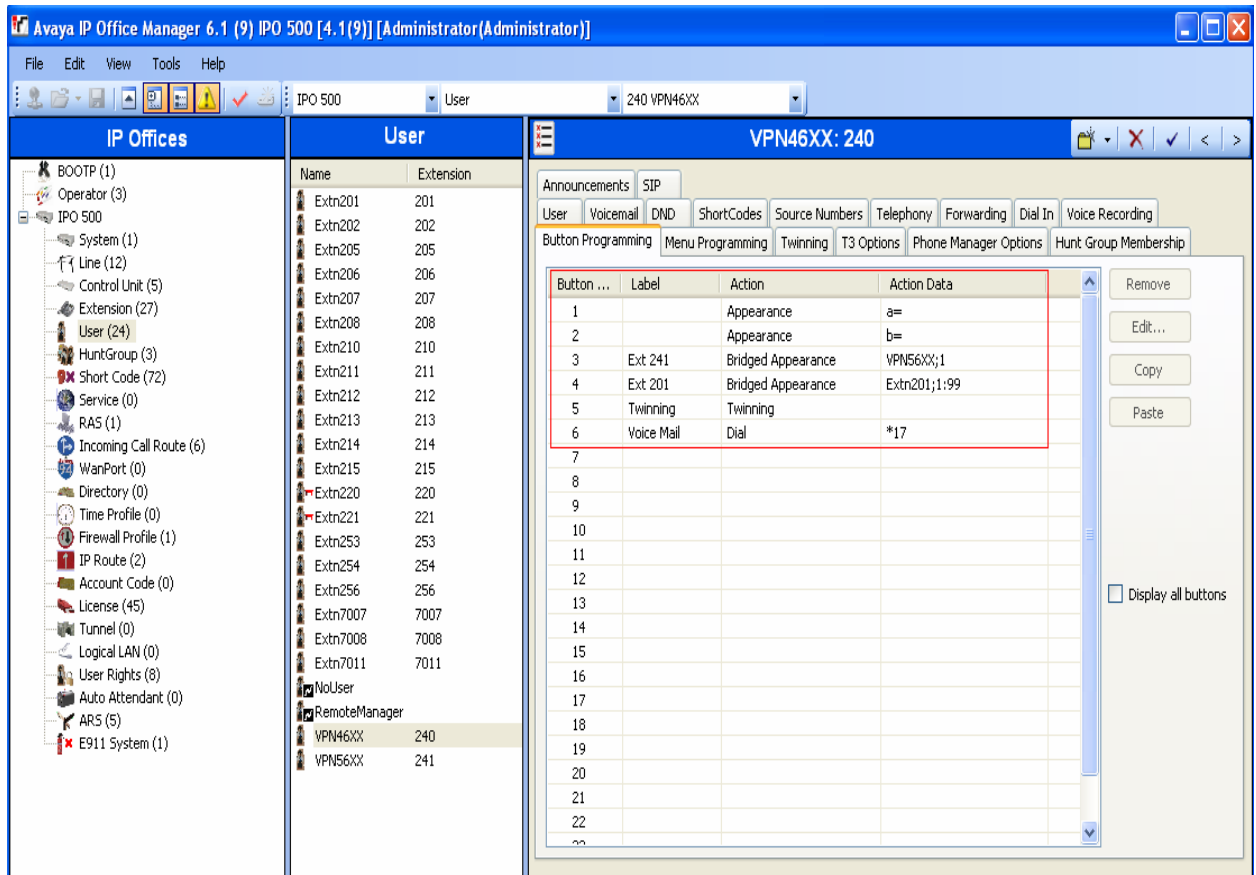 Avaya IP Office Manager 6.1 (9) IPO 500 [4.1(9)] [Administrator(Administrator)]
File Edit View Tools Help
IPO 500 User 240 VPN46XX
IP Offices
BOOTP (1)
Operator (3)
IPO 500
System (1)
Line (12)
Control Unit (5)
Extension (27)
User (24)
HuntGroup (3)
Short Code (72)
Service (0)
RAS (1)
Incoming Call Route (6)
WanPort (0)
Directory (0)
Time Profile (0)
Firewall Profile (1)
IP Route (2)
Account Code (0)
License (45)
Tunnel (0)
Logical LAN (0)
User Rights (8)
Auto Attendant (0)
ARS (5)
E911 System (1)
User
Name Extension
Extn201 201
Extn202 202
Extn205 205
Extn206 206
Extn207 207
Extn208 208
Extn210 210
Extn211 211
Extn212 212
Extn213 213
Extn214 214
Extn215 215
Extn220 220
Extn221 221
Extn253 253
Extn254 254
Extn256 256
Extn7007 7007
Extn7008 7008
Extn7011 7011
NoUser
RemoteManager
VPN46XX 240
VPN56XX 241
VPN46XX: 240
Announcements SIP
User Voicemail DND ShortCodes Source Numbers Telephony Forwarding Dial In Voice Recording
Button Programming Menu Programming Twinning T3 Options Phone Manager Options Hunt Group Membership
Button ... Label Action Action Data
1 Appearance a=
2 Appearance b=
3 Ext 241 Bridged Appearance VPN56XX;1
4 Ext 201 Bridged Appearance Extn201;1:99
5 Twinning Twinning
6 Voice Mail Dial *17
7
8
9
10
11
12
13
14
15
16
17
18
19
20
21
22
Remove
Edit...
Copy
Paste
Display all buttons